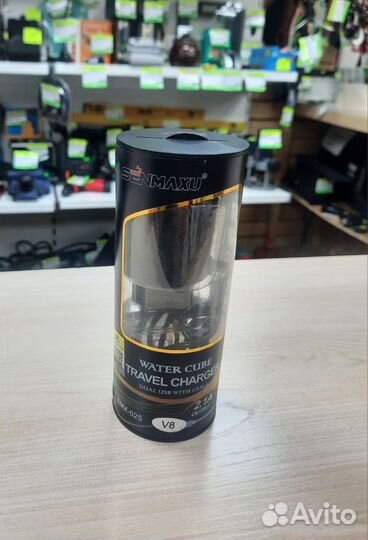 SENMAXU®
WATER CUBE
TRAVEL CHARGER
DUAL USB WITH CABLE
2.1A
OUTPUT
V8
Avito